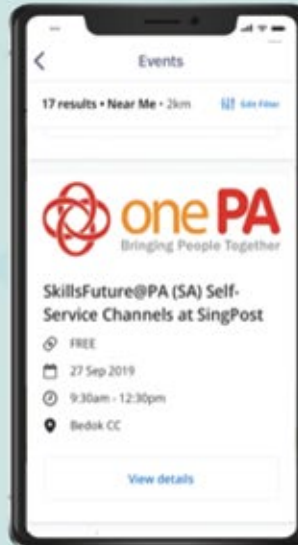 Events
17 results • Near Me • 2km
Edit Filter
onePA
Bringing People Together
SkillsFuture@PA (SA) Self-
Service Channels at SingPost
FREE
27 Sep 2019
9:30am - 12:30pm
Bedok CC
View details